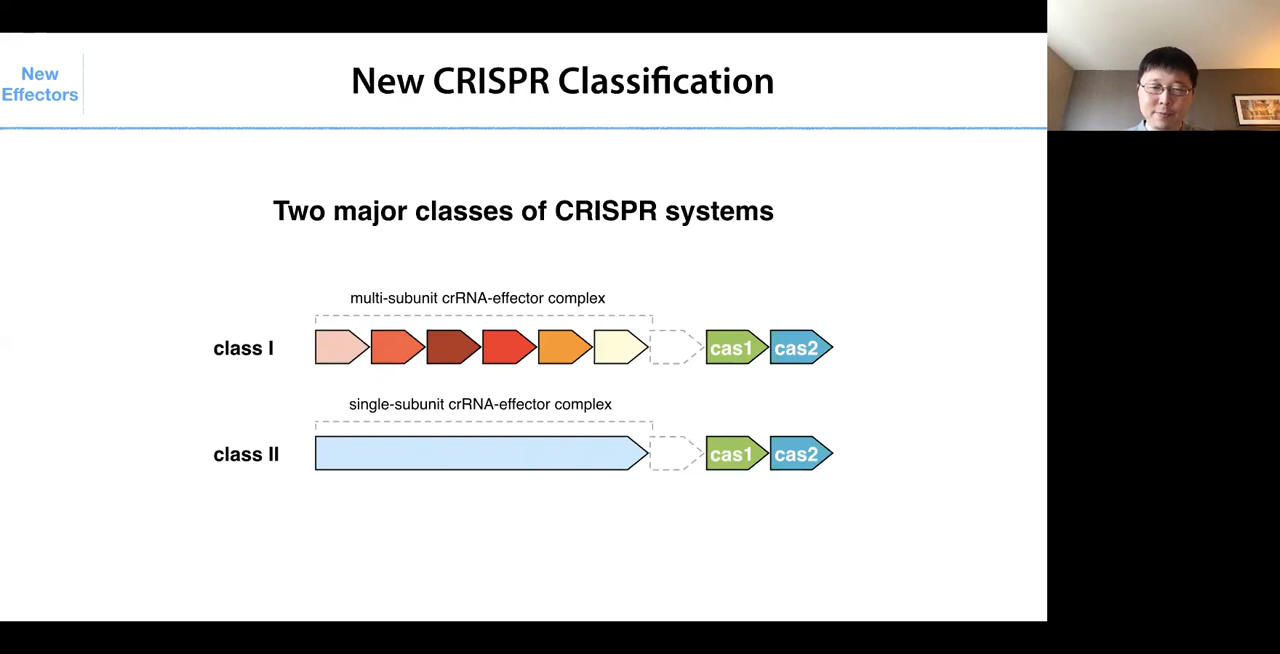 New
Effectors
New CRISPR Classification
Two major classes of CRISPR systems
multi-subunit crRNA-effector complex
class I
cas1
cas2
single-subunit crRNA-effector complex
class II
cas1
cas2